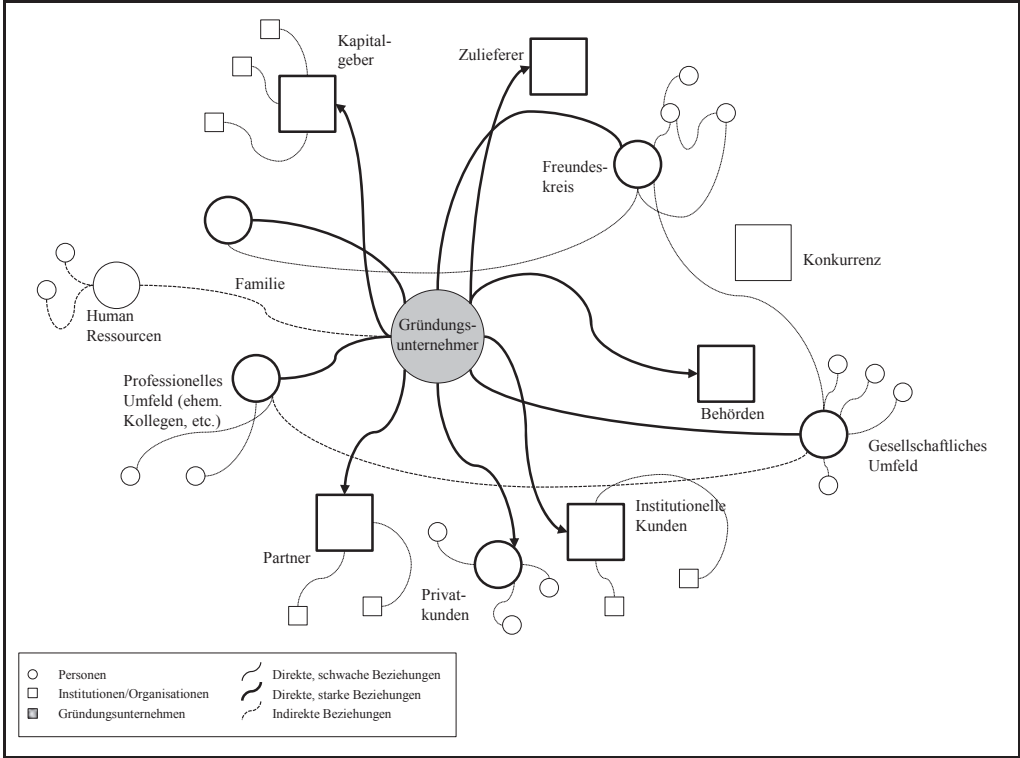 Kapital-
geber
Zulieferer
Freundes-
kreis
Konkurrenz
Familie
Human
Ressourcen
Gründungs-
unternehmer
Professionelles
Umfeld (ehem.
Kollegen, etc.)
Behörden
Gesellschaftliches
Umfeld
Institutionelle
Kunden
Partner
Privat-
kunden
Personen
Institutionen/Organisationen
Gründungsunternehmen
Direkte, schwache Beziehungen
Direkte, starke Beziehungen
Indirekte Beziehungen